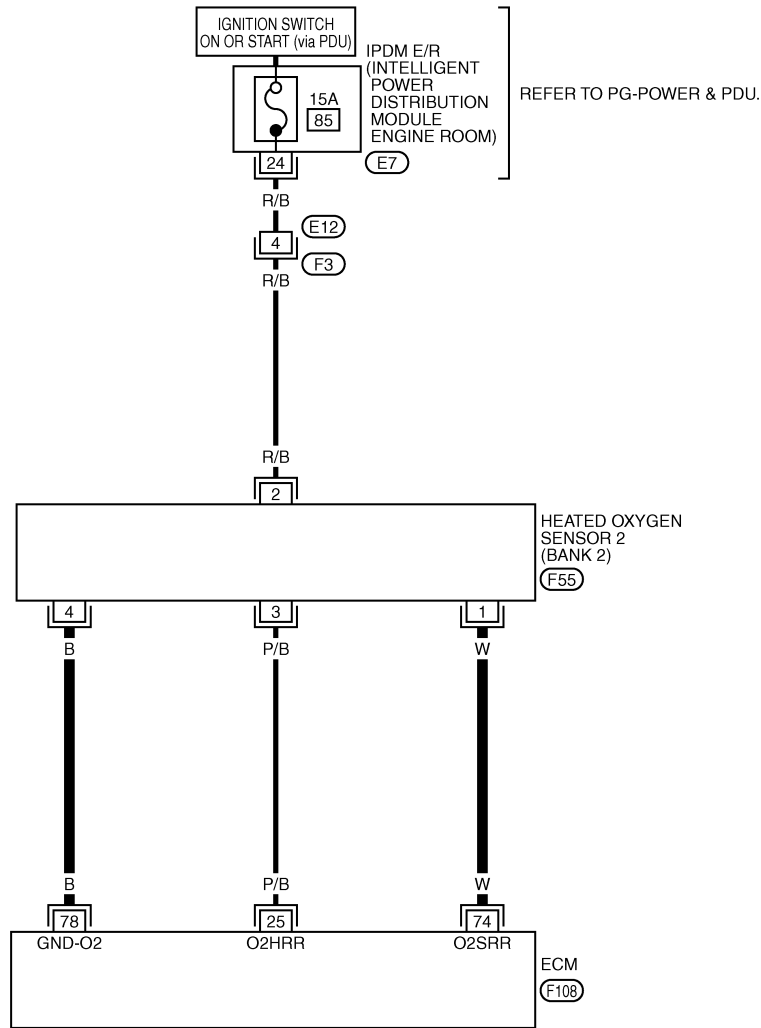 IGNITION SWITCH
ON OR START (via PDU)
IPDM E/R
(INTELLIGENT
POWER
DISTRIBUTION
MODULE
ENGINE ROOM)
REFER TO PG-POWER & PDU.
15A
85
24
E7
R/B
E12
4
F3
R/B
R/B
2
HEATED OXYGEN
SENSOR 2
(BANK 2)
F55
4 3 1
B P/B W
B P/B W
78 25 74
GND-O2 O2HRR O2SRR
ECM
F108